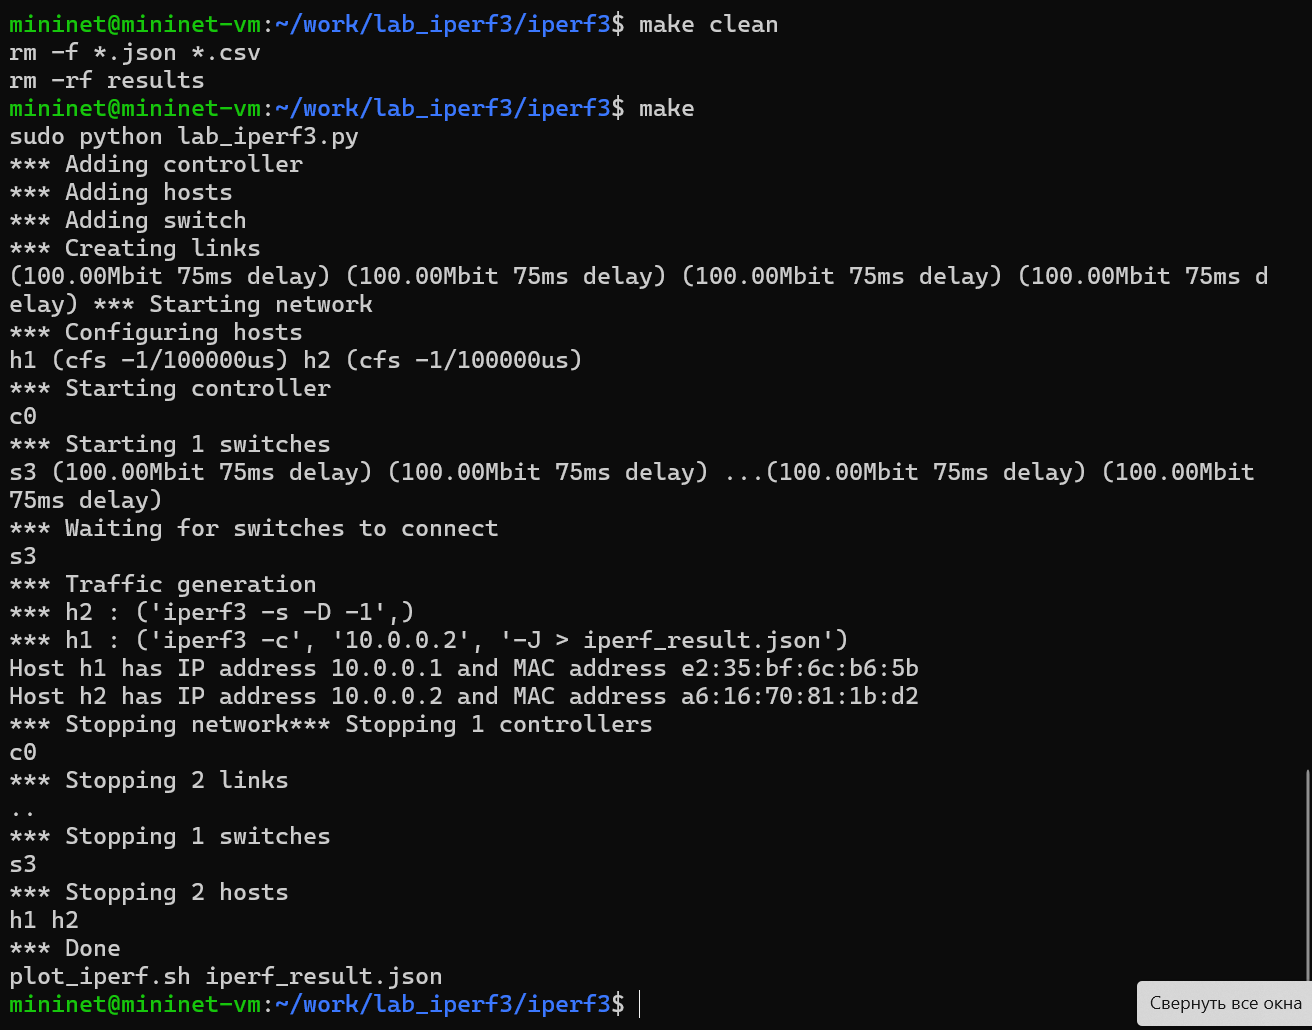 mininet@mininet-vm:~/work/lab_iperf3/iperf3$ make clean
rm -f *.json *.csv
rm -rf results
mininet@mininet-vm:~/work/lab_iperf3/iperf3$ make
sudo python lab_iperf3.py
*** Adding controller
*** Adding hosts
*** Adding switch
*** Creating links
(100.00Mbit 75ms delay) (100.00Mbit 75ms delay) (100.00Mbit 75ms delay) (100.00Mbit 75ms d
elay) *** Starting network
*** Configuring hosts
h1 (cfs -1/100000us) h2 (cfs -1/100000us)
*** Starting controller
c0
*** Starting 1 switches
s3 (100.00Mbit 75ms delay) (100.00Mbit 75ms delay) ...(100.00Mbit 75ms delay) (100.00Mbit
75ms delay)
*** Waiting for switches to connect
s3
*** Traffic generation
*** h2 : ('iperf3 -s -D -1',)
*** h1 : ('iperf3 -c', '10.0.0.2', '-J > iperf_result.json')
Host h1 has IP address 10.0.0.1 and MAC address e2:35:bf:6c:b6:5b
Host h2 has IP address 10.0.0.2 and MAC address a6:16:70:81:1b:d2
*** Stopping network*** Stopping 1 controllers
c0
*** Stopping 2 links
..
*** Stopping 1 switches
s3
*** Stopping 2 hosts
h1 h2
*** Done
plot_iperf.sh iperf_result.json
mininet@mininet-vm:~/work/lab_iperf3/iperf3$
Свернуть все окна